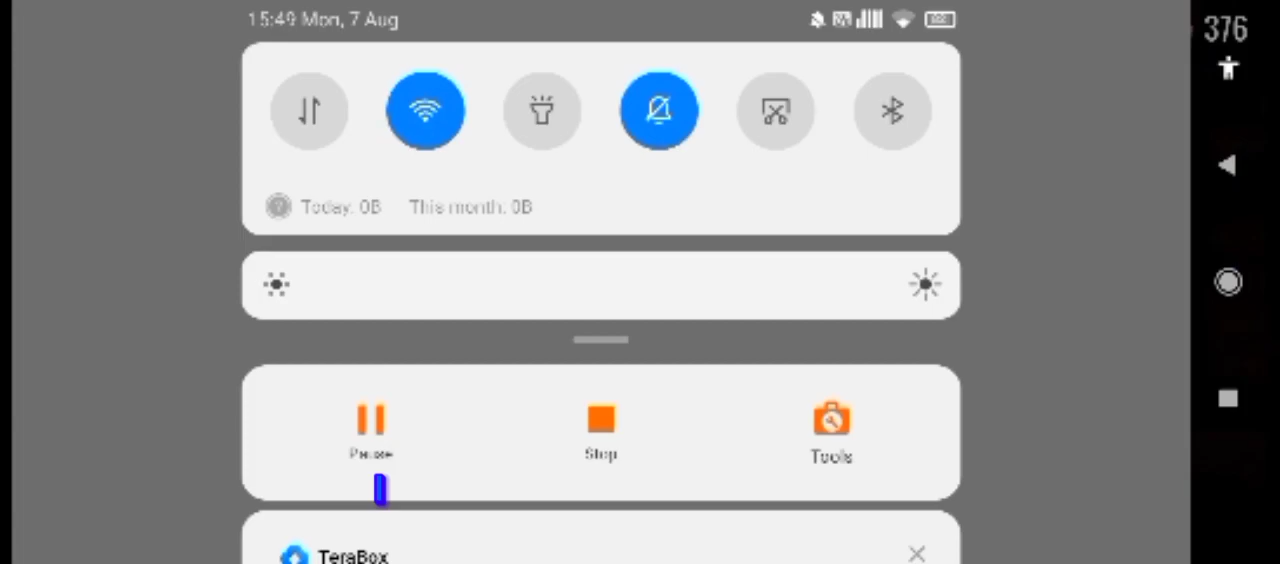 15:49 Mon, 7 Aug
376
Today: 0B This month: 0B
Pause Stop Tools
TeraBox